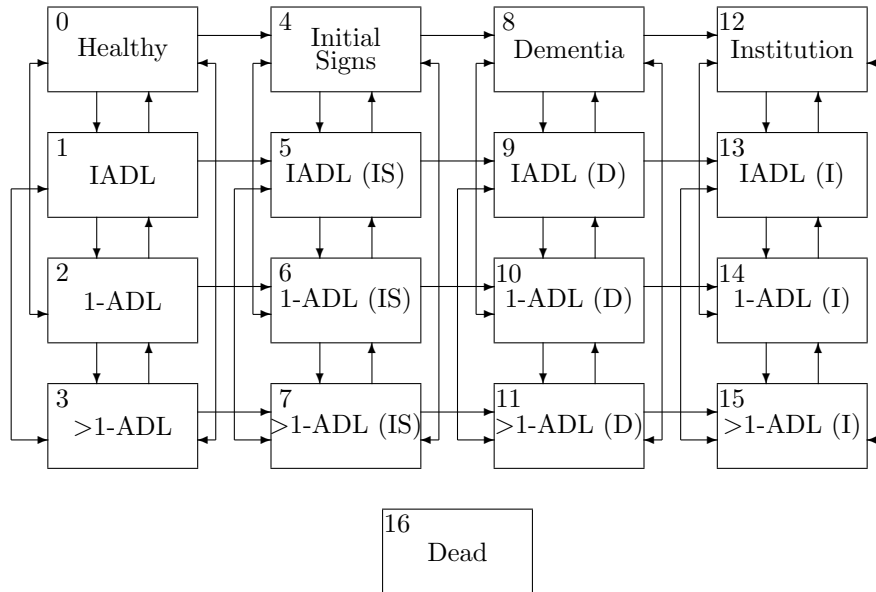 0
Healthy
4
Initial
Signs
8
Dementia
12
Institution
1
IADL
5
IADL (IS)
9
IADL (D)
13
IADL (I)
2
1-ADL
6
1-ADL (IS)
10
1-ADL (D)
14
1-ADL (I)
3
>1-ADL
7
>1-ADL (IS)
11
>1-ADL (D)
15
>1-ADL (I)
16
Dead